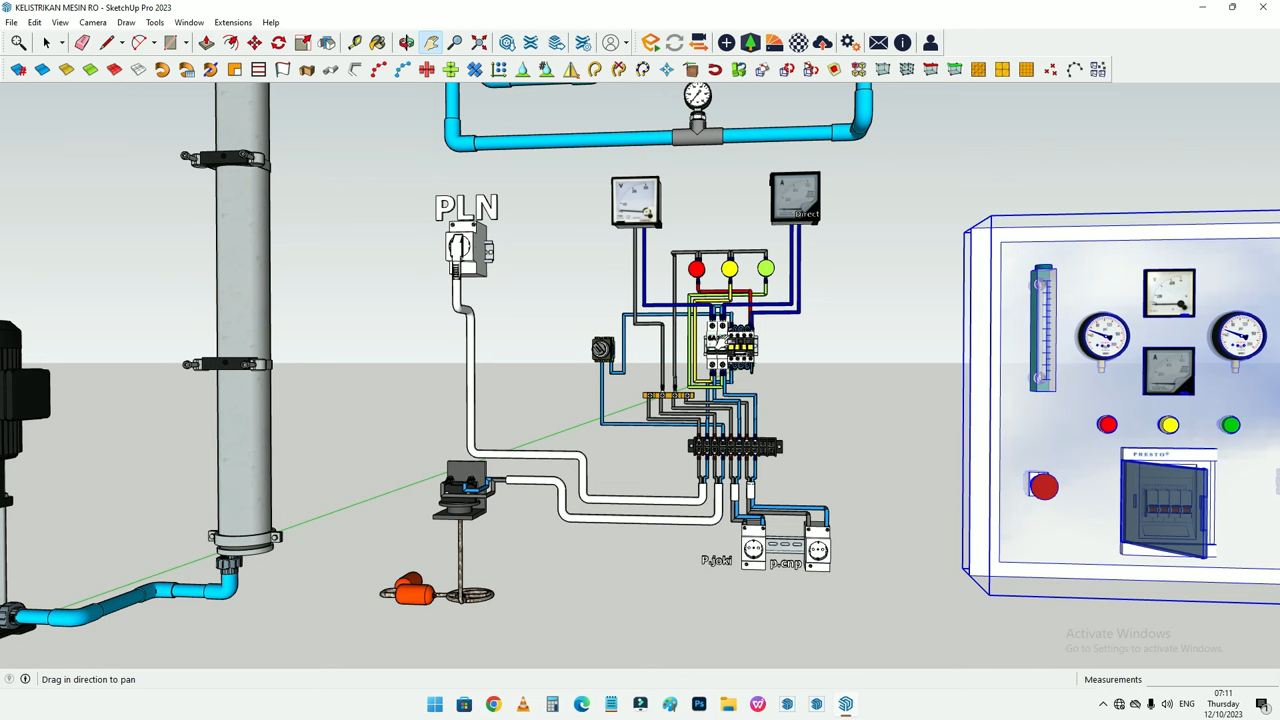 KELISTRIKAN MESIN RO - SketchUp Pro 2023
File Edit View Camera Draw Tools Window Extensions Help
PLN
V
A
Direct
PRESTO®
P.joki
p.cnp
Activate Windows
Go to Settings to activate Windows.
Drag in direction to pan
Measurements
ENG
07:11
Thursday
12/10/2023